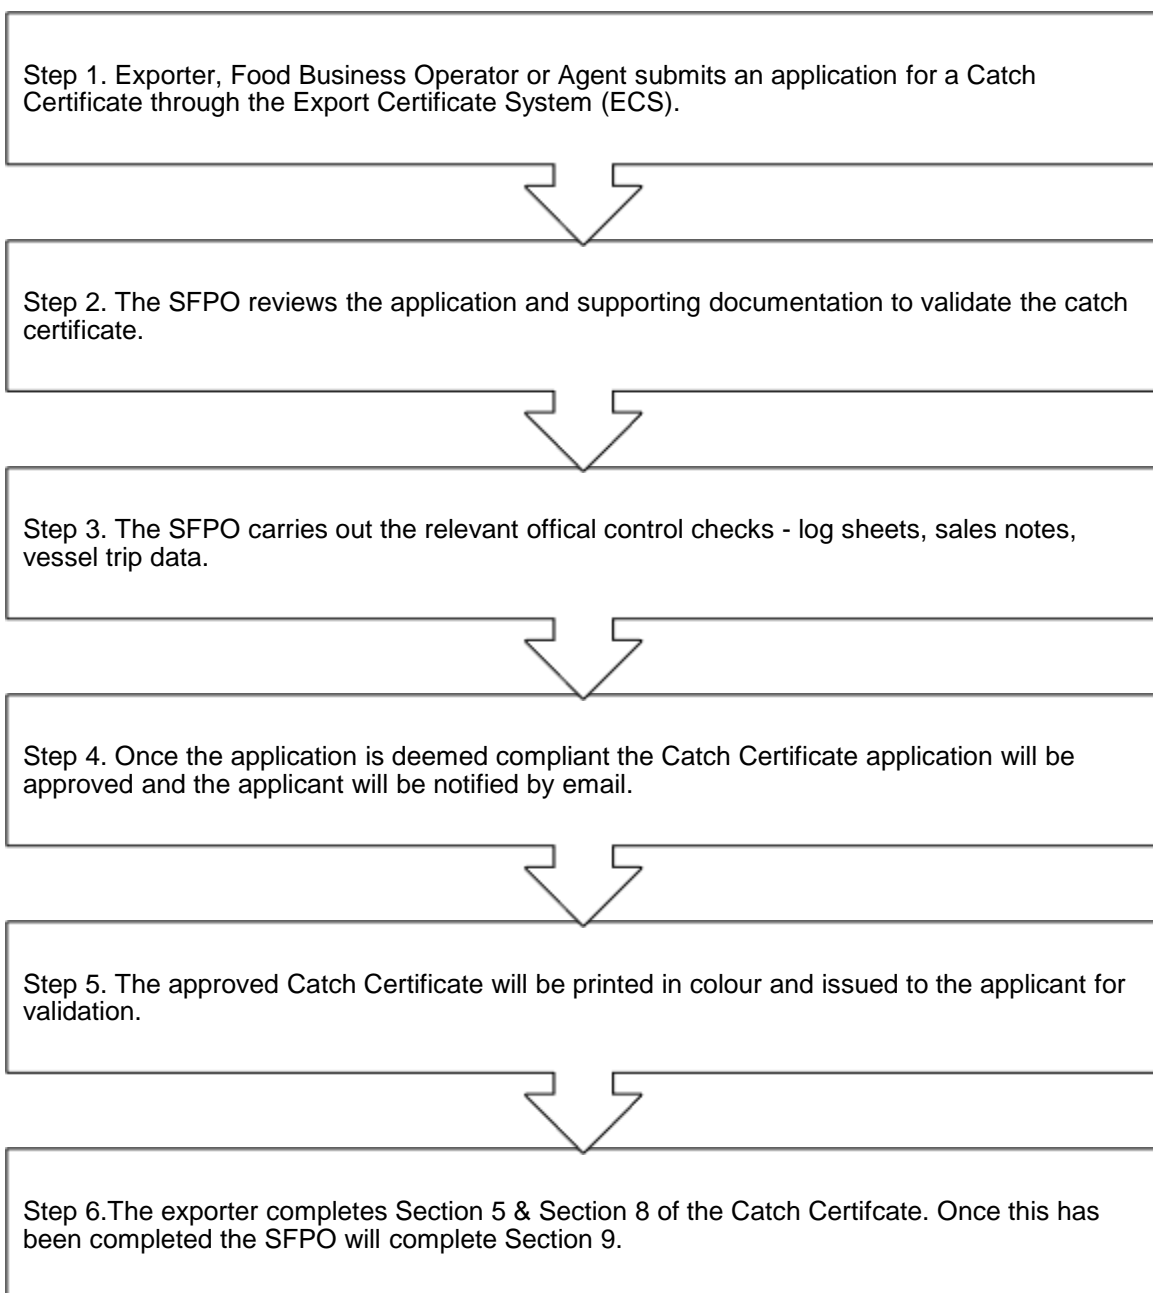 Step 1. Exporter, Food Business Operator or Agent submits an application for a Catch
Certificate through the Export Certificate System (ECS).
Step 2. The SFPO reviews the application and supporting documentation to validate the catch
certificate.
Step 3. The SFPO carries out the relevant offical control checks - log sheets, sales notes,
vessel trip data.
Step 4. Once the application is deemed compliant the Catch Certificate application will be
approved and the applicant will be notified by email.
Step 5. The approved Catch Certificate will be printed in colour and issued to the applicant for
validation.
Step 6.The exporter completes Section 5 & Section 8 of the Catch Certifcate. Once this has
been completed the SFPO will complete Section 9.